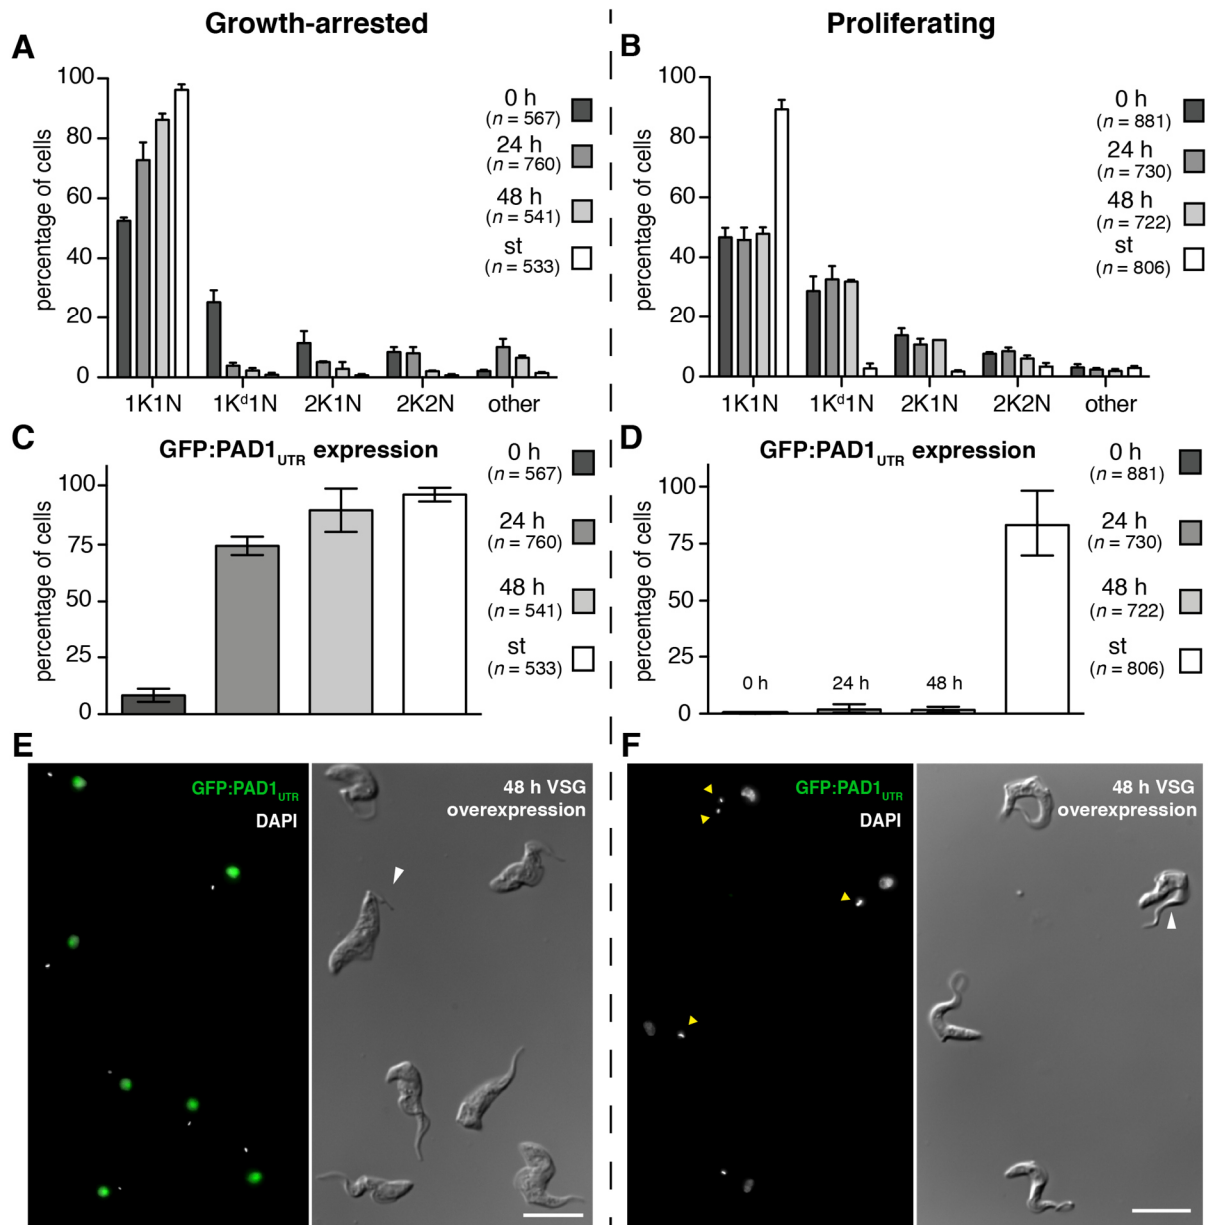 Growth-arrested
Proliferating
A
percentage of cells
100
80
60
40
20
0
1K1N
1Kᵈ1N
2K1N
2K2N
other
0 h
(n = 567)
24 h
(n = 760)
48 h
(n = 541)
st
(n = 533)
B
percentage of cells
100
80
60
40
20
0
1K1N
1Kᵈ1N
2K1N
2K2N
other
0 h
(n = 881)
24 h
(n = 730)
48 h
(n = 722)
st
(n = 806)
C
GFP:PAD1UTR expression
percentage of cells
100
75
50
25
0
0 h
(n = 567)
24 h
(n = 760)
48 h
(n = 541)
st
(n = 533)
D
GFP:PAD1UTR expression
percentage of cells
100
75
50
25
0
0 h
24 h
48 h
0 h
(n = 881)
24 h
(n = 730)
48 h
(n = 722)
st
(n = 806)
E
GFP:PAD1UTR
DAPI
48 h VSG
overexpression
F
GFP:PAD1UTR
DAPI
48 h VSG
overexpression